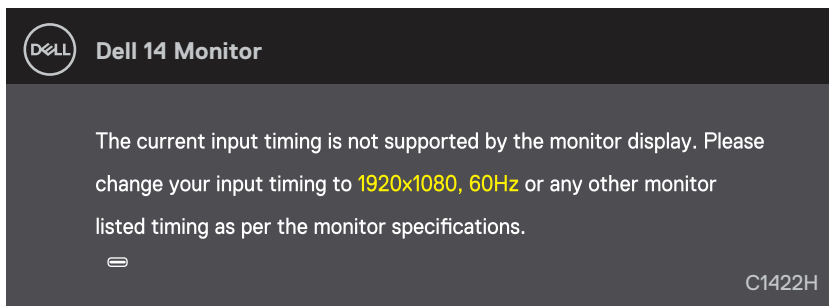 DELL
Dell 14 Monitor
The current input timing is not supported by the monitor display. Please
change your input timing to 1920x1080, 60Hz or any other monitor
listed timing as per the monitor specifications.
C1422H